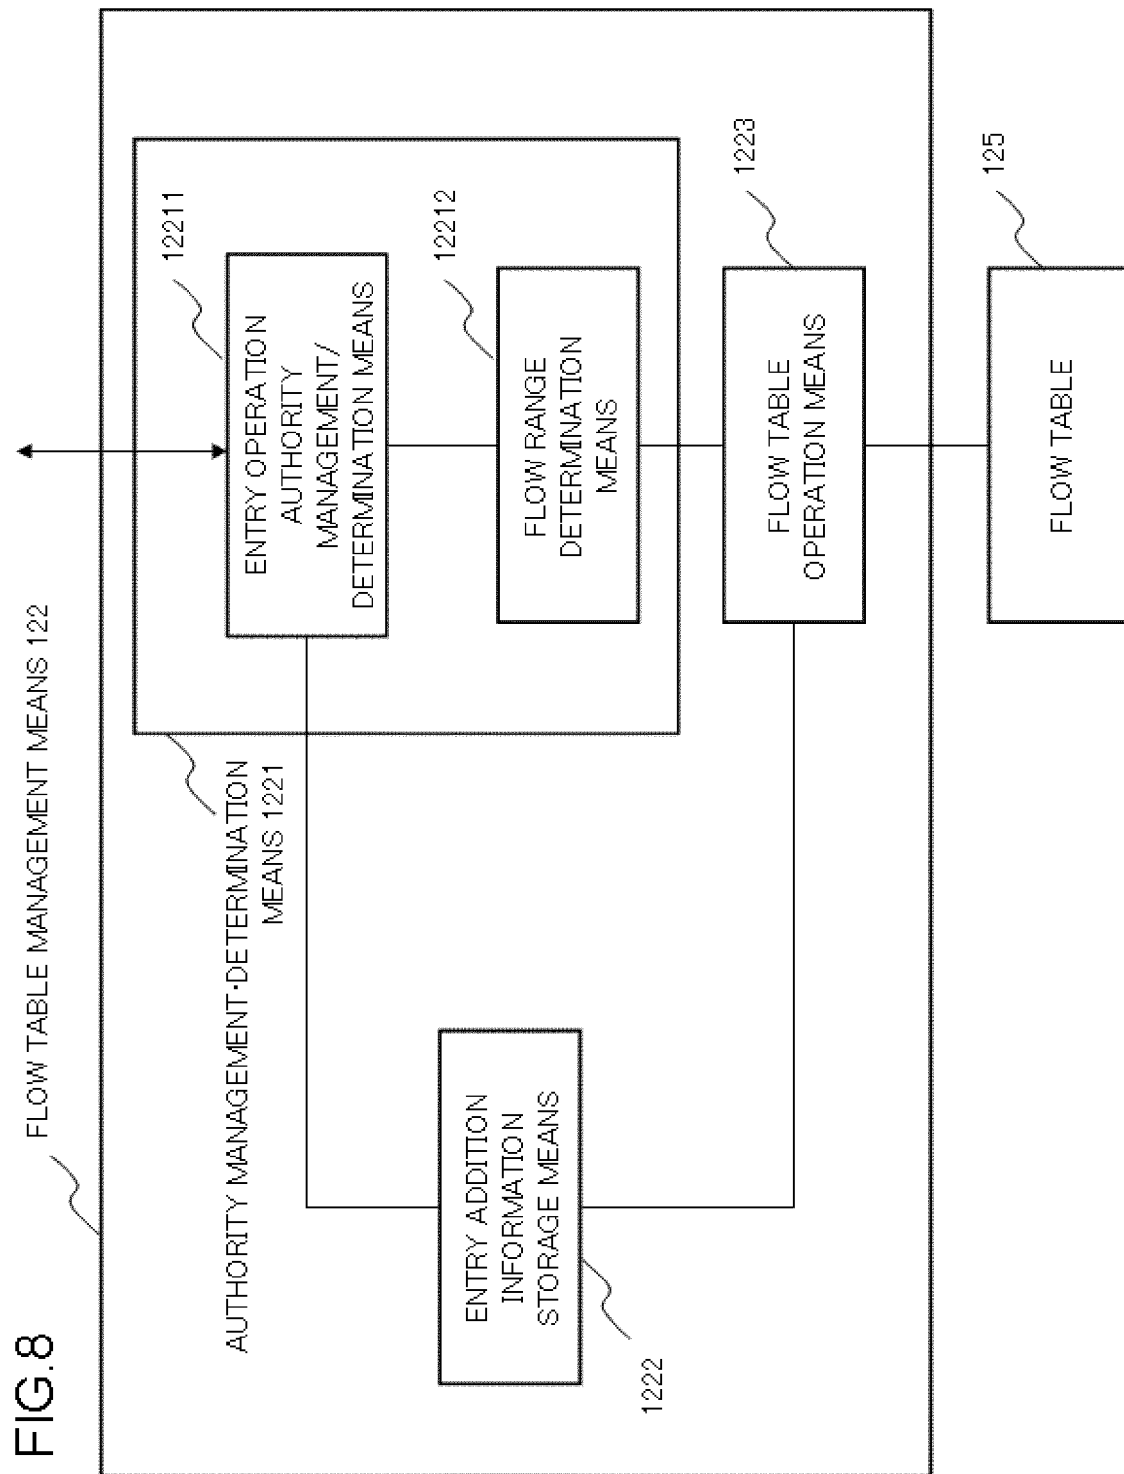 FIG.8
FLOW TABLE MANAGEMENT MEANS 122
AUTHORITY MANAGEMENT·DETERMINATION
MEANS 1221
12211
ENTRY OPERATION
AUTHORITY
MANAGEMENT/
DETERMINATION MEANS
12212
FLOW RANGE
DETERMINATION
MEANS
ENTRY ADDITION
INFORMATION
STORAGE MEANS
1222
1223
FLOW TABLE
OPERATION MEANS
125
FLOW TABLE